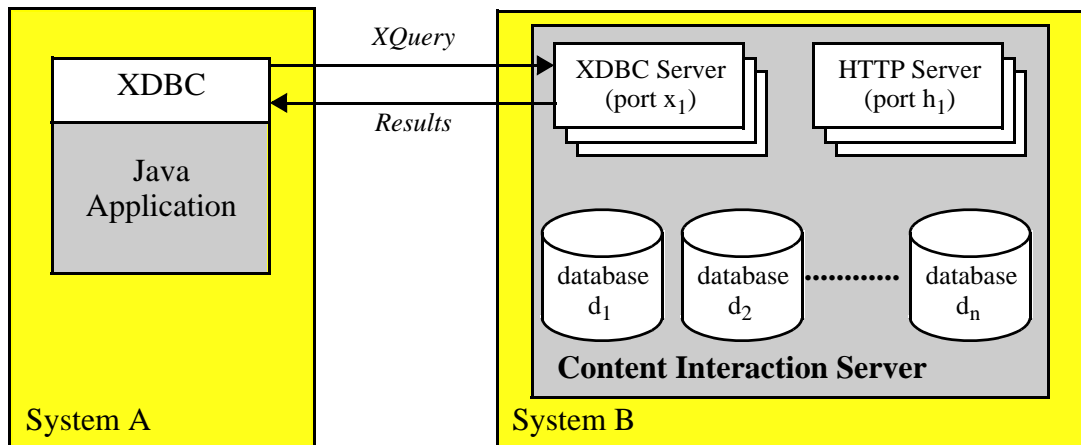 XDBC
Java
Application
System A
XQuery
Results
XDBC Server
(port x₁)
HTTP Server
(port h₁)
database
d₁
database
d₂
database
dₙ
Content Interaction Server
System B